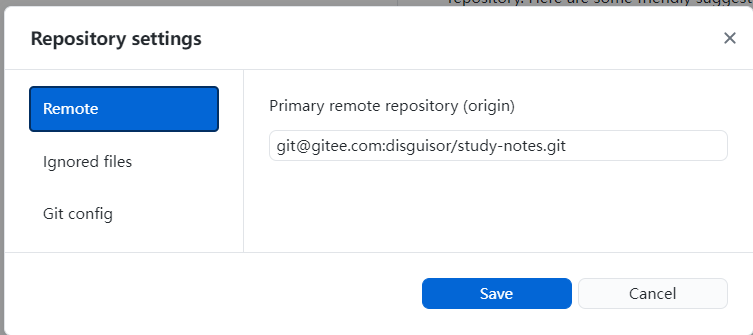 repository. Here are some friendly suggest
Repository settings
Remote
Primary remote repository (origin)
git@gitee.com:disguisor/study-notes.git
Ignored files
Git config
Save
Cancel